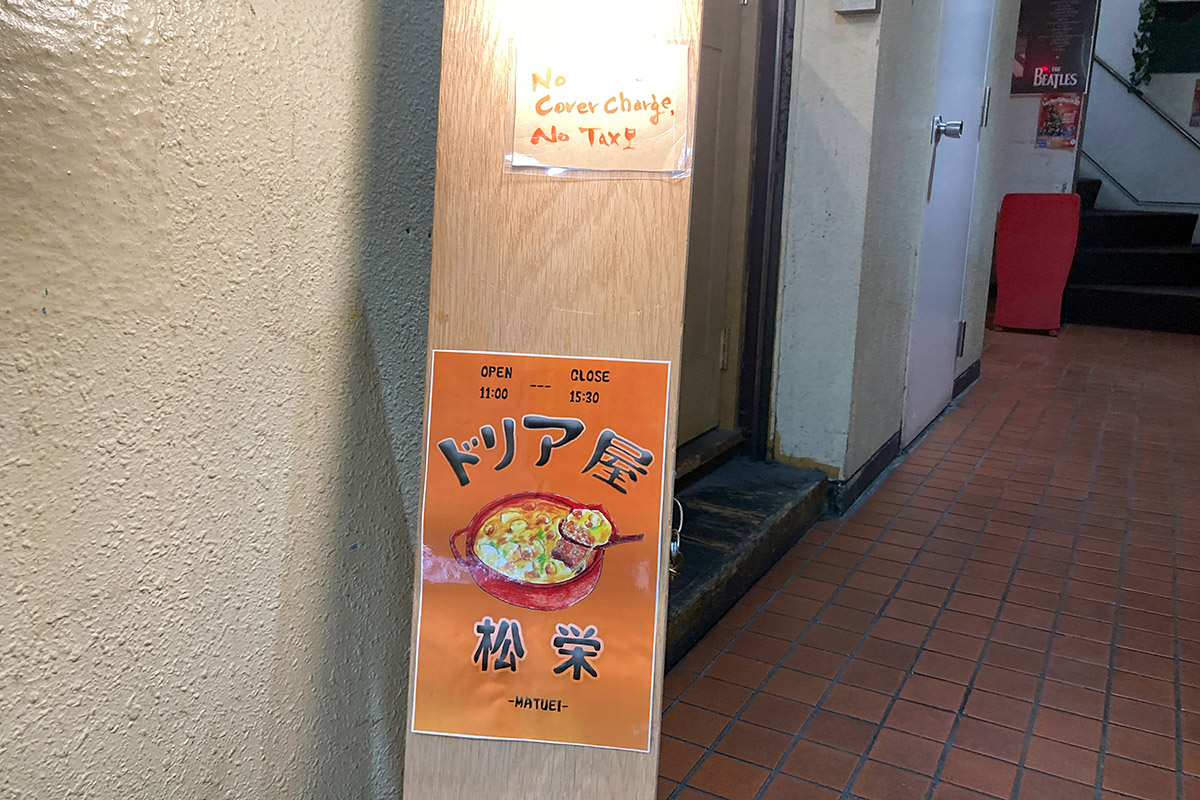 No
Cover Charge,
No Tax
OPEN --- CLOSE
11:00 15:30
ドリア屋
松栄
-MATUEI-
THE
BEATLES